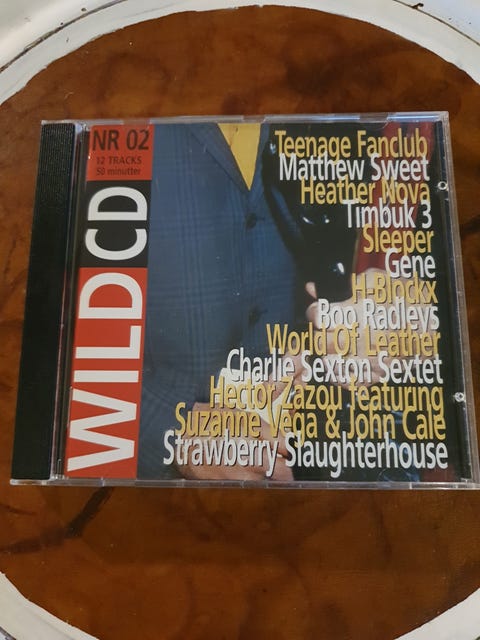 NR 02
12 TRACKS
50 minutter
WILD CD
Teenage Fanclub
Matthew Sweet
Heather Nova
Timbuk 3
Sleeper
Gene
H-Blockx
Boo Radleys
World Of Leather
Charlie Sexton Sextet
Hector Zazou featuring
Suzanne Vega & John Cale
Strawberry Slaughterhouse